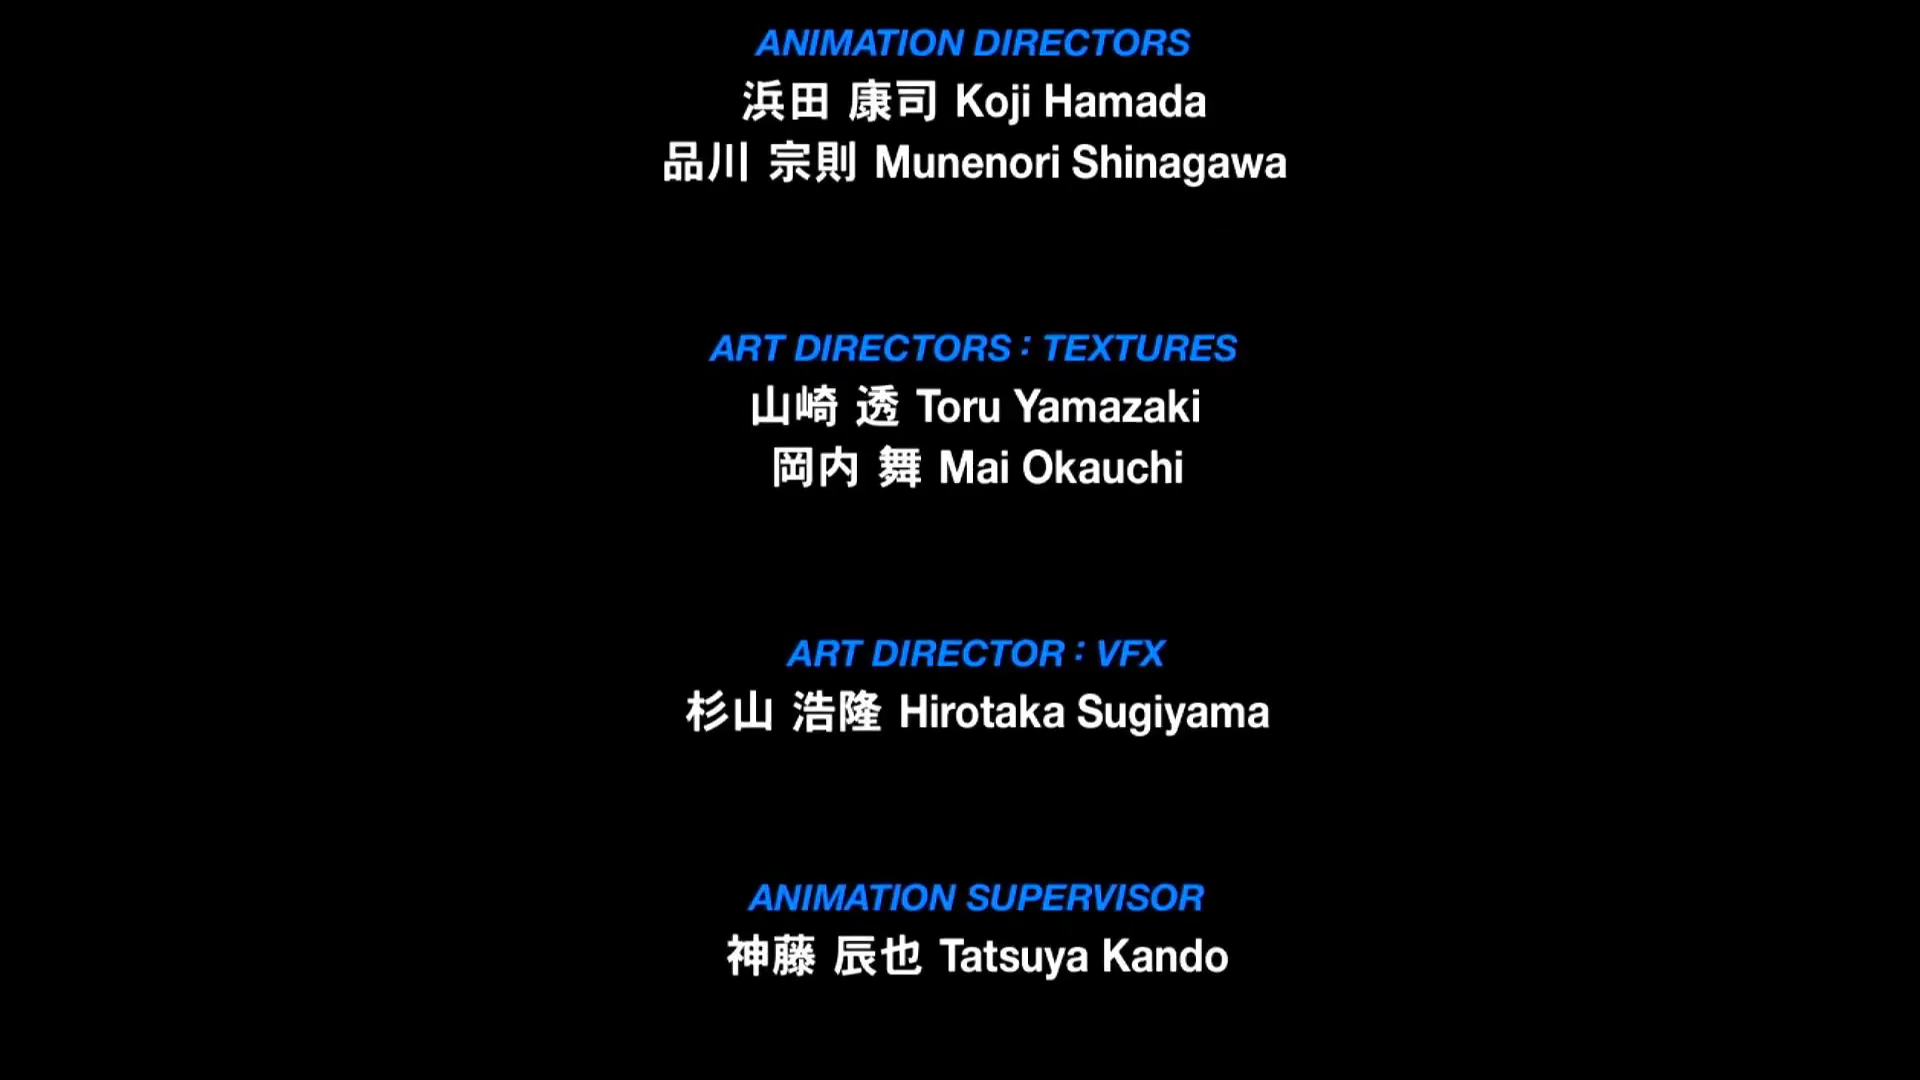 ANIMATION DIRECTORS
浜田 康司 Koji Hamada
品川 宗則 Munenori Shinagawa
ART DIRECTORS : TEXTURES
山崎 透 Toru Yamazaki
岡内 舞 Mai Okauchi
ART DIRECTOR : VFX
杉山 浩隆 Hirotaka Sugiyama
ANIMATION SUPERVISOR
神藤 辰也 Tatsuya Kando